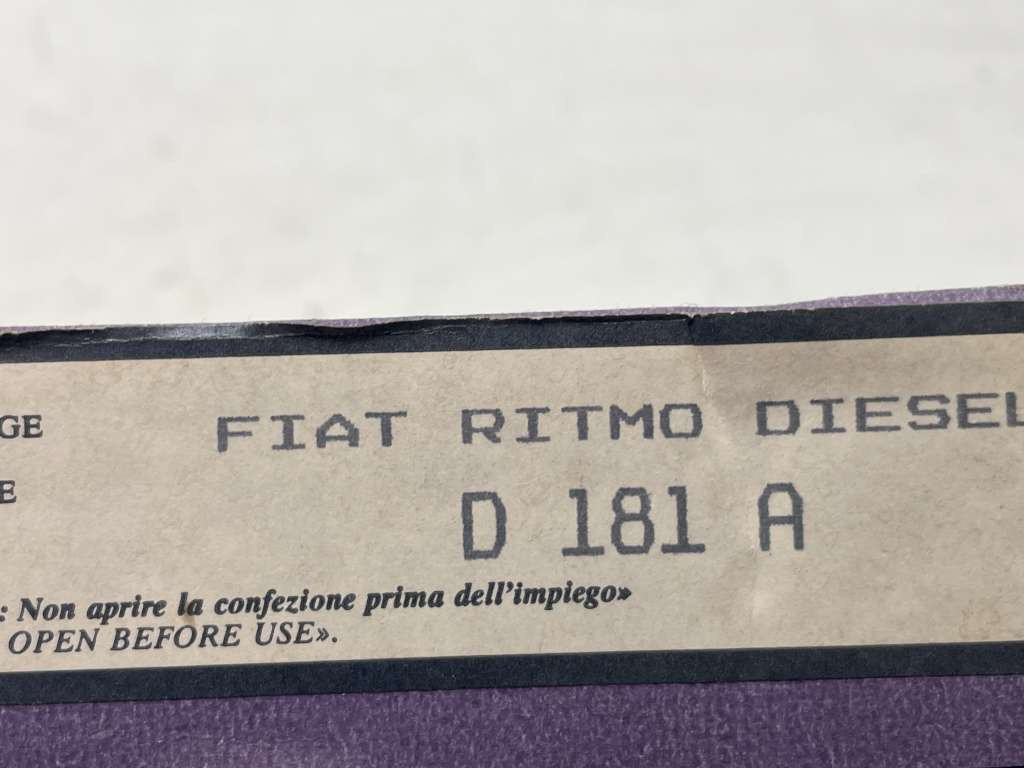 GE FIAT RITMO DIESEL
E D 181 A
: Non aprire la confezione prima dell'impiego»
OPEN BEFORE USE».